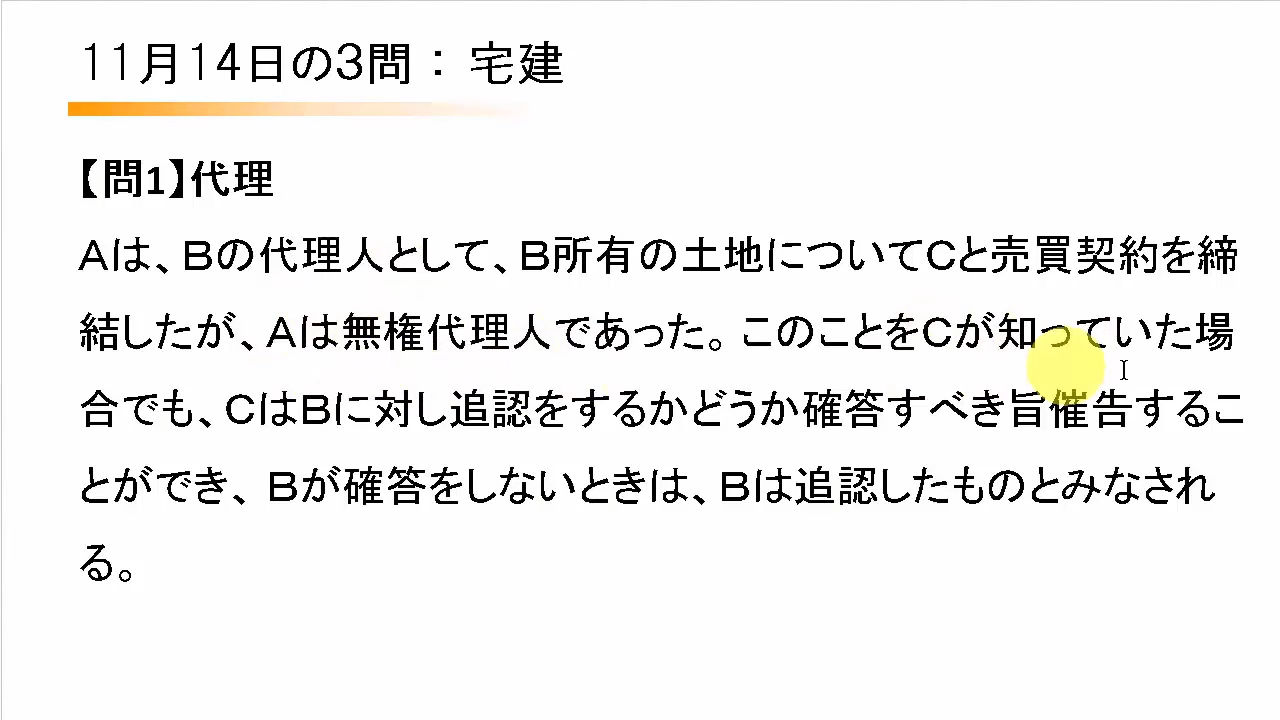 11月14日の3問：宅建
【問1】代理
Aは、Bの代理人として、B所有の土地についてCと売買契約を締
結したが、Aは無権代理人であった。このことをCが知っていた場
合でも、CはBに対し追認をするかどうか確答すべき旨催告するこ
とができ、Bが確答をしないときは、Bは追認したものとみなされ
る。